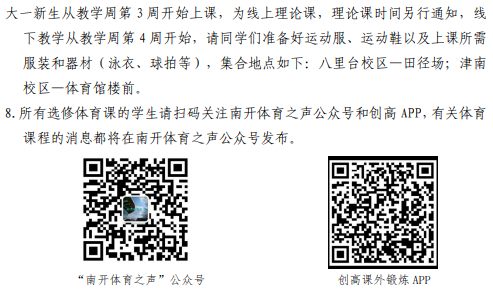 大一新生从教学周第 3 周开始上课，为线上理论课，理论课时间另行通知，线
下教学从教学周第 4 周开始，请同学们准备好运动服、运动鞋以及上课所需
服装和器材（泳衣、球拍等），集合地点如下：八里台校区—田径场；津南
校区—体育馆楼前。
8.所有选修体育课的学生请扫码关注南开体育之声公众号和创高 APP，有关体育
课程的消息都将在南开体育之声公众号发布。
“南开体育之声”公众号
创高课外锻炼 APP